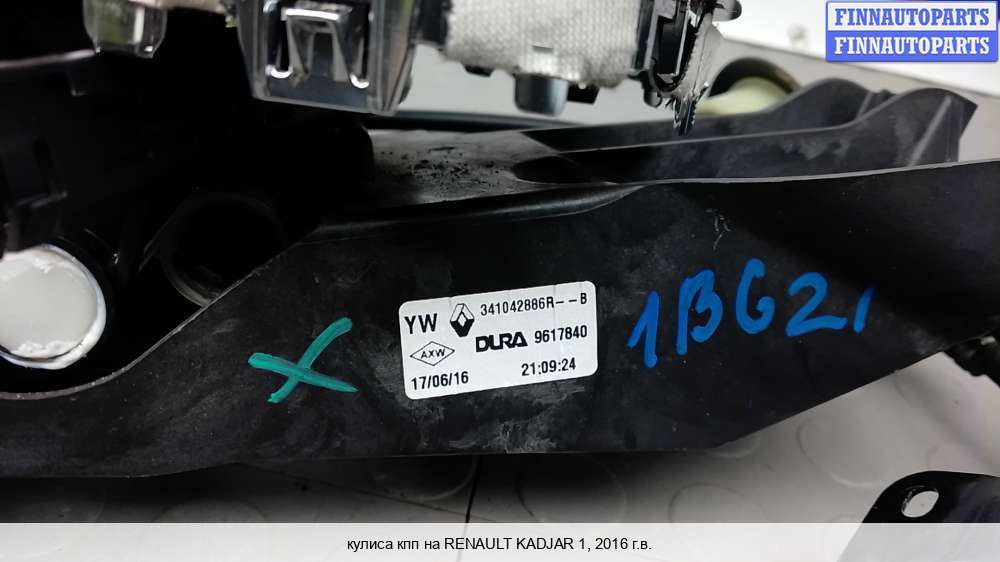 FINNAUTOPARTS
FINNAUTOPARTS
YW 341042886R--B
AXW DURA 9617840
17/06/16 21:09:24
1BG21
кулиса кпп на RENAULT KADJAR 1, 2016 г.в.